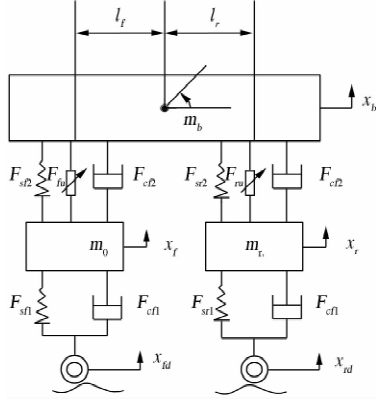 l_f l_r
x_b
m_b
F_sf2 F_fu F_cf2 F_sr2 F_ru F_cf2
m_0 x_f m_r x_r
F_sf1 F_cf1 F_sr1 F_cf1
x_fd x_rd